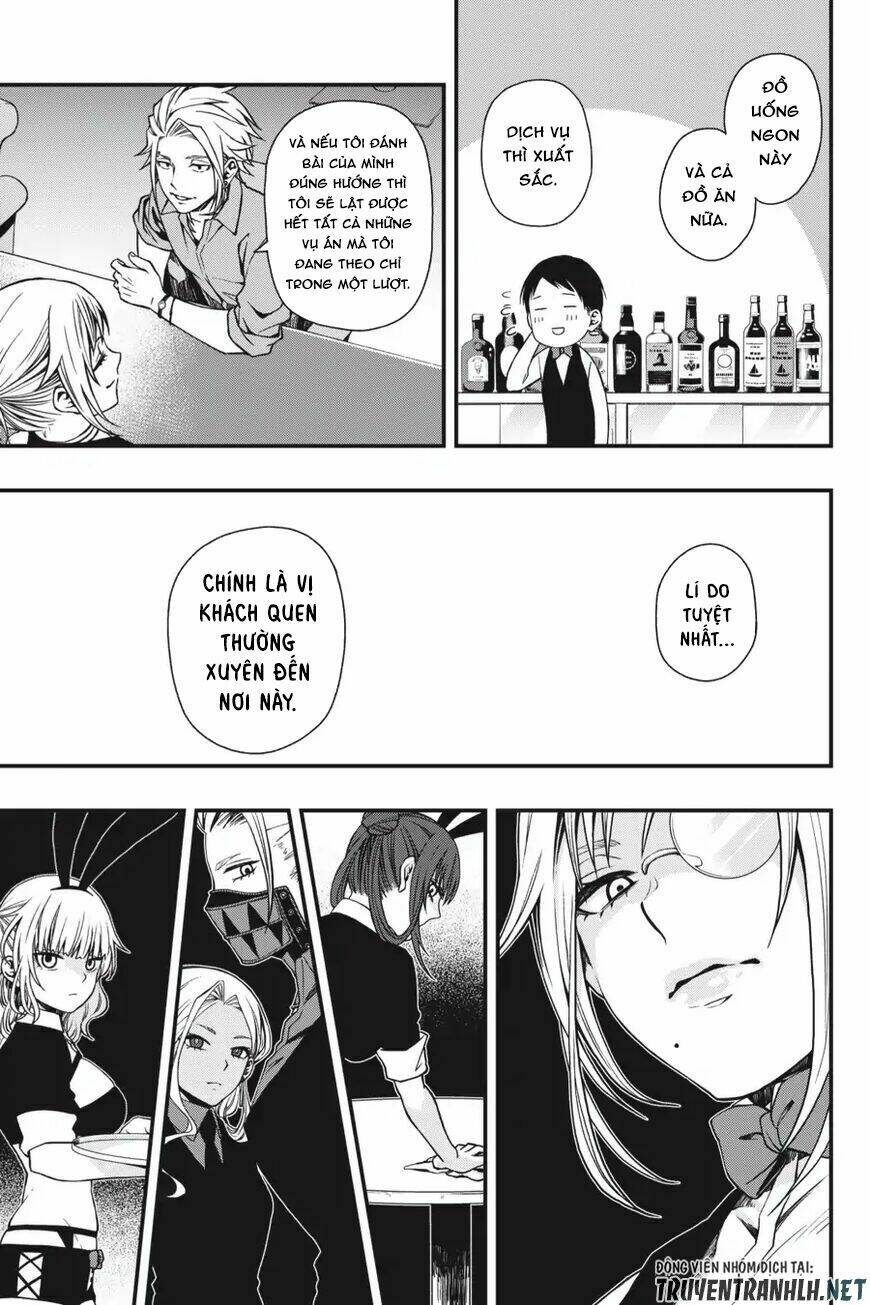 ĐỒ
UỐNG
NGON
NÀY
VÀ CẢ
ĐỒ ĂN
NỮA.
DỊCH VỤ
THÌ XUẤT
SẮC.
VÀ NẾU TÔI ĐÁNH
BÀI CỦA MÌNH
ĐÚNG HƯỚNG THÌ
TÔI SẼ LẬT ĐƯỢC
HẾT TẤT CẢ NHỮNG
VỤ ÁN MÀ TÔI
ĐANG THEO CHỈ
TRONG MỘT LƯỢT.
LÍ DO
TUYỆT
NHẤT...
CHÍNH LÀ VỊ
KHÁCH QUEN
THƯỜNG
XUYÊN ĐẾN
NƠI NÀY.
ĐỘNG VIÊN NHÓM DỊCH TẠI:
TRUYENTRANHLH.NET